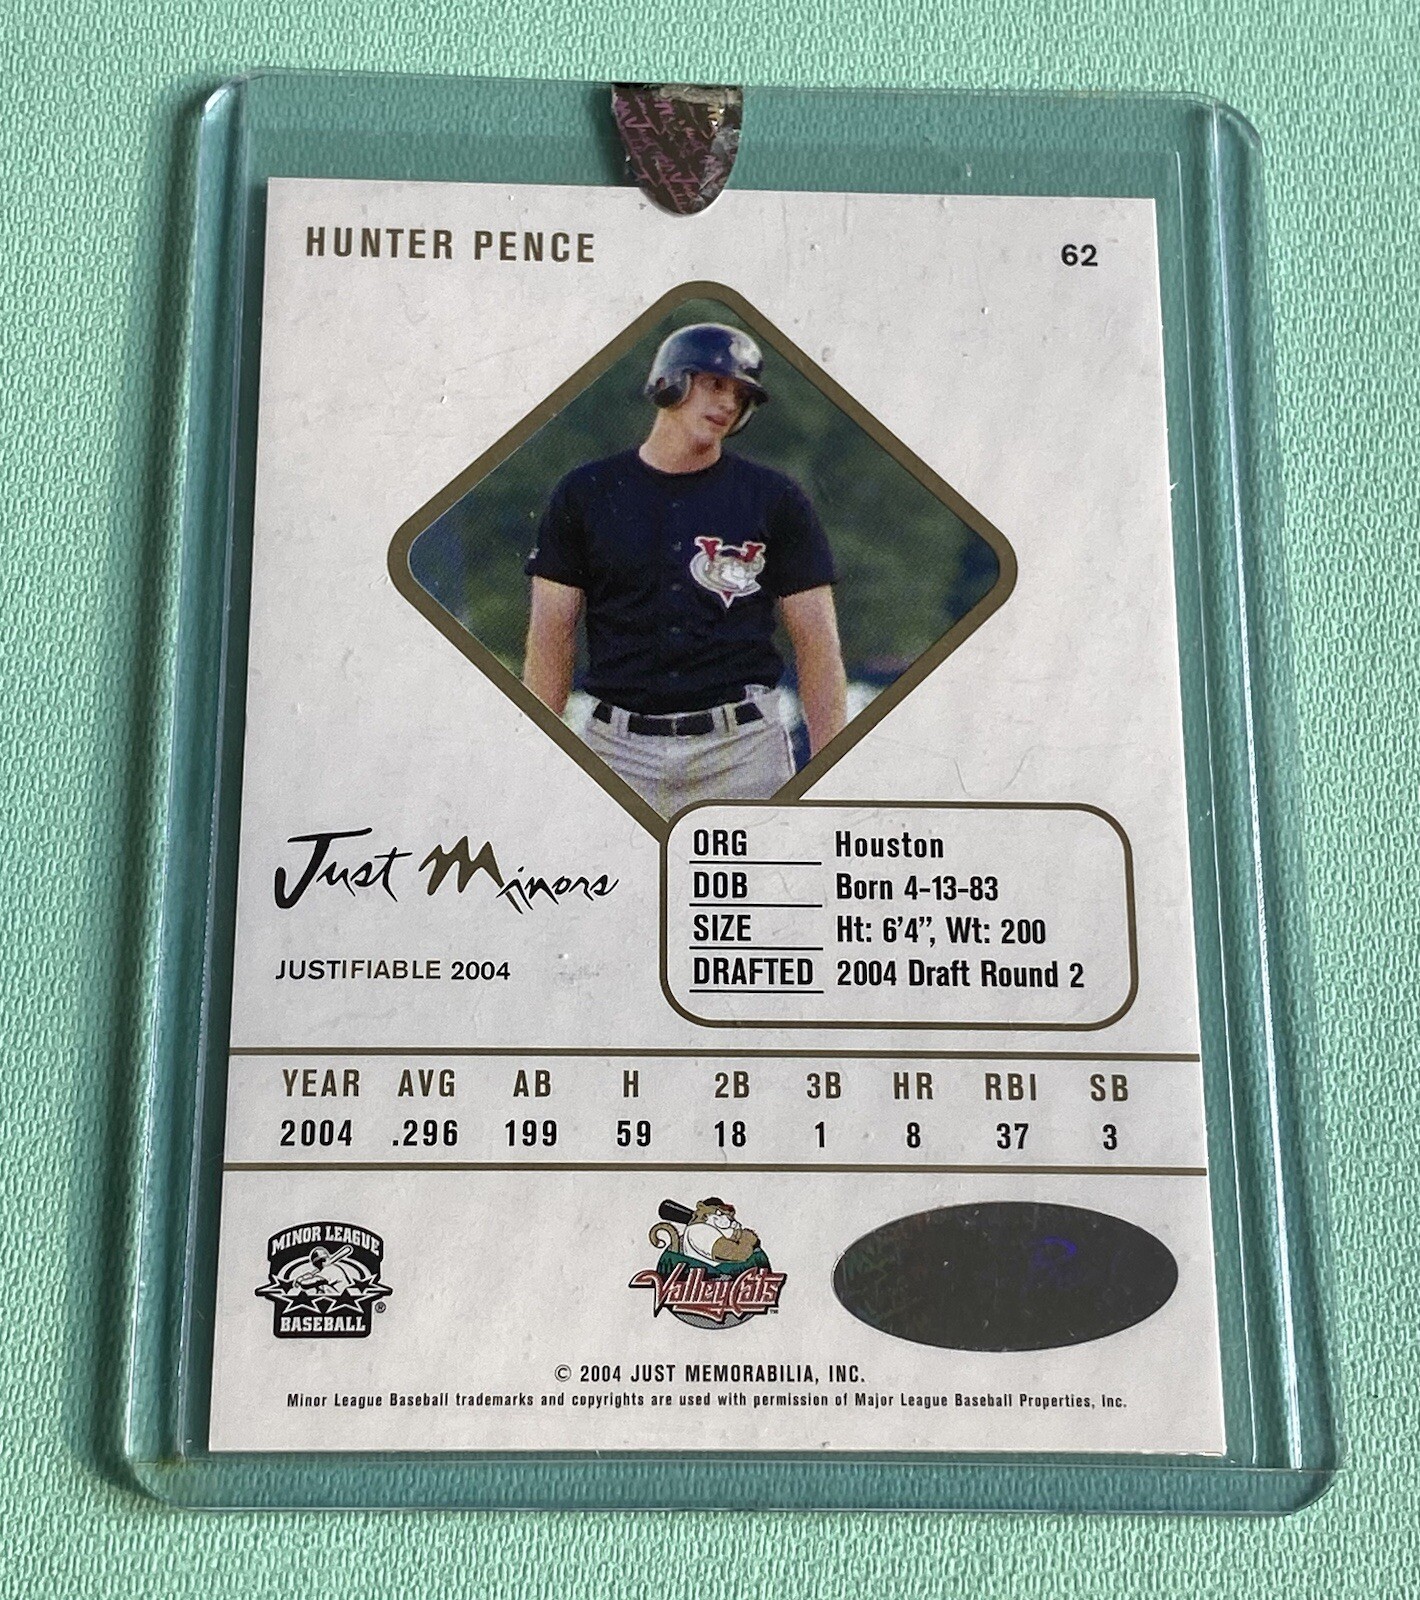 HUNTER PENCE
62
ORG Houston
DOB Born 4-13-83
SIZE Ht: 6'4", Wt: 200
DRAFTED 2004 Draft Round 2
Just Minors
JUSTIFIABLE 2004
YEAR AVG AB H 2B 3B HR RBI SB
2004 .296 199 59 18 1 8 37 3
MINOR LEAGUE
BASEBALL
®
ValleyCats
™
© 2004 JUST MEMORABILIA, INC.
Minor League Baseball trademarks and copyrights are used with permission of Major League Baseball Properties, Inc.